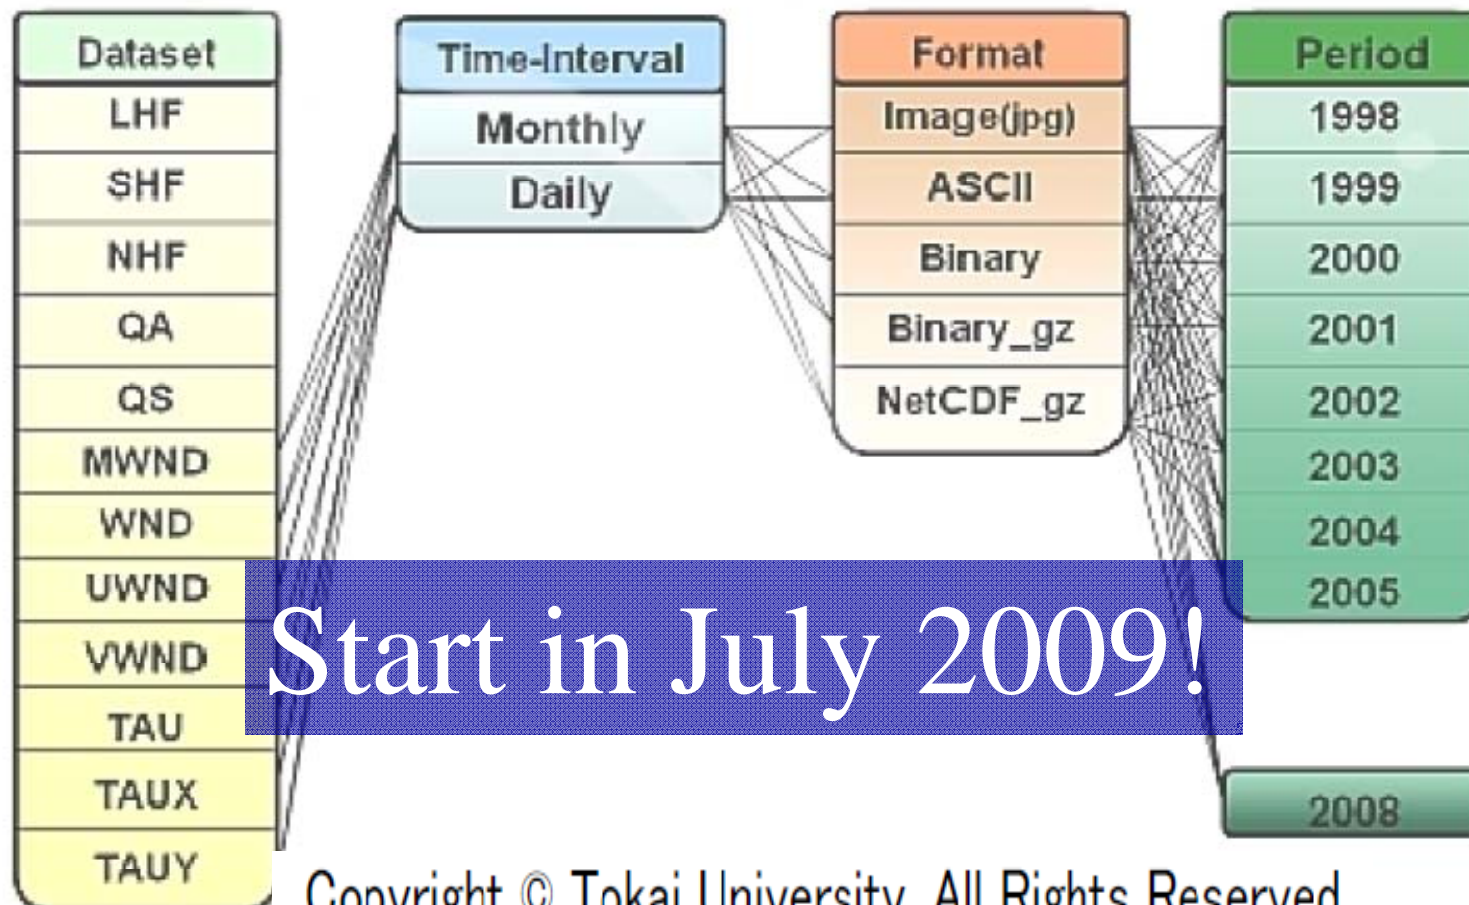 Dataset
LHF
SHF
NHF
QA
QS
MWND
WND
UWND
VWND
TAU
TAUX
TAUY
Time-Interval
Monthly
Daily
Format
Image(jpg)
ASCII
Binary
Binary_gz
NetCDF_gz
Period
1998
1999
2000
2001
2002
2003
2004
2005
2008
Start in July 2009!
Copyright © Tokai University. All Rights Reserved